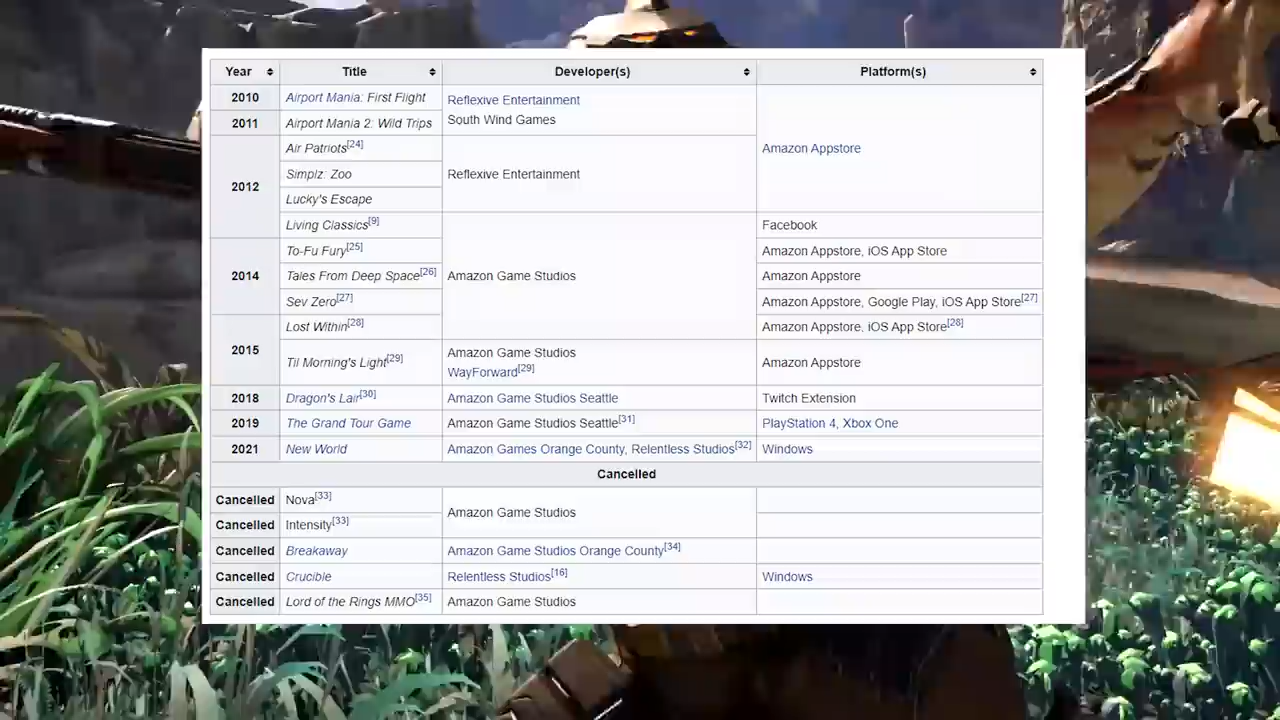 Year Title Developer(s) Platform(s)
2010 Airport Mania: First Flight Reflexive Entertainment
South Wind Games
2011 Airport Mania 2: Wild Trips
Amazon Appstore
2012 Air Patriots[24]
Simplz: Zoo Reflexive Entertainment
Lucky's Escape
Living Classics[9] Facebook
2014 To-Fu Fury[25] Amazon Appstore, iOS App Store
Tales From Deep Space[26] Amazon Game Studios Amazon Appstore
Sev Zero[27] Amazon Appstore, Google Play, iOS App Store[27]
2015 Lost Within[28] Amazon Appstore, iOS App Store[28]
Til Morning's Light[29] Amazon Game Studios
WayForward[29] Amazon Appstore
2018 Dragon's Lair[30] Amazon Game Studios Seattle Twitch Extension
2019 The Grand Tour Game Amazon Game Studios Seattle[31] PlayStation 4, Xbox One
2021 New World Amazon Games Orange County, Relentless Studios[32] Windows
Cancelled
Cancelled Nova[33] Amazon Game Studios
Cancelled Intensity[33]
Cancelled Breakaway Amazon Game Studios Orange County[34]
Cancelled Crucible Relentless Studios[16] Windows
Cancelled Lord of the Rings MMO[35] Amazon Game Studios